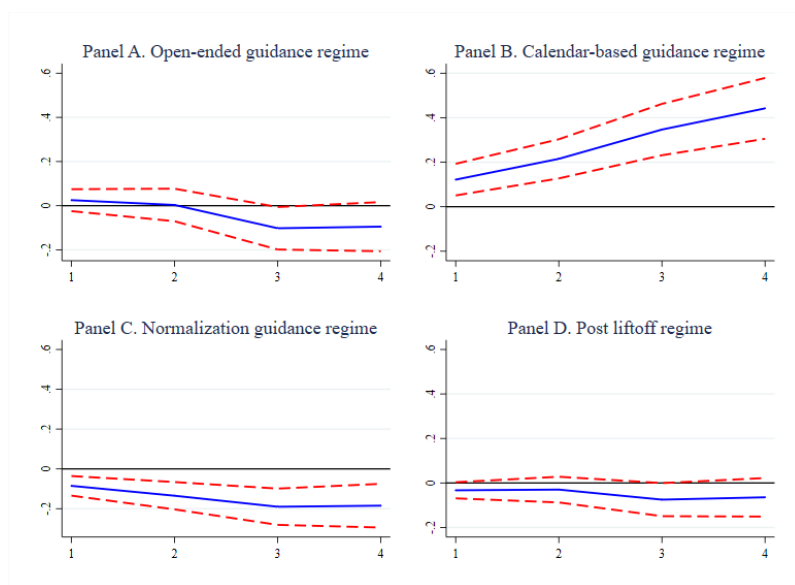 Panel A. Open-ended guidance regime
.6
.4
.2
0
-.2
1 2 3 4
Panel B. Calendar-based guidance regime
.6
.4
.2
0
-.2
1 2 3 4
Panel C. Normalization guidance regime
.6
.4
.2
0
-.2
1 2 3 4
Panel D. Post liftoff regime
.6
.4
.2
0
-.2
1 2 3 4